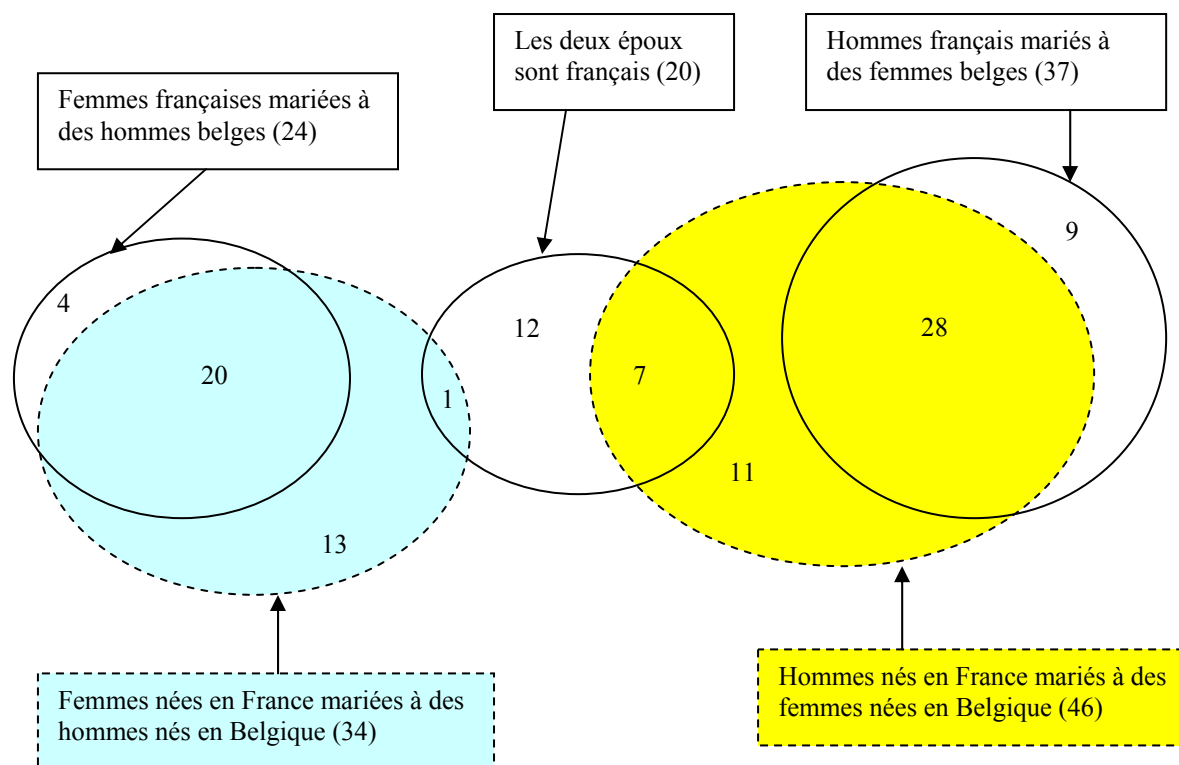 Les deux époux
sont français (20)
Hommes français mariés à
des femmes belges (37)
Femmes françaises mariées à
des hommes belges (24)
9
4
12
28
20
7
1
11
13
Femmes nées en France mariées à des
hommes nés en Belgique (34)
Hommes nés en France mariés à des
femmes nées en Belgique (46)